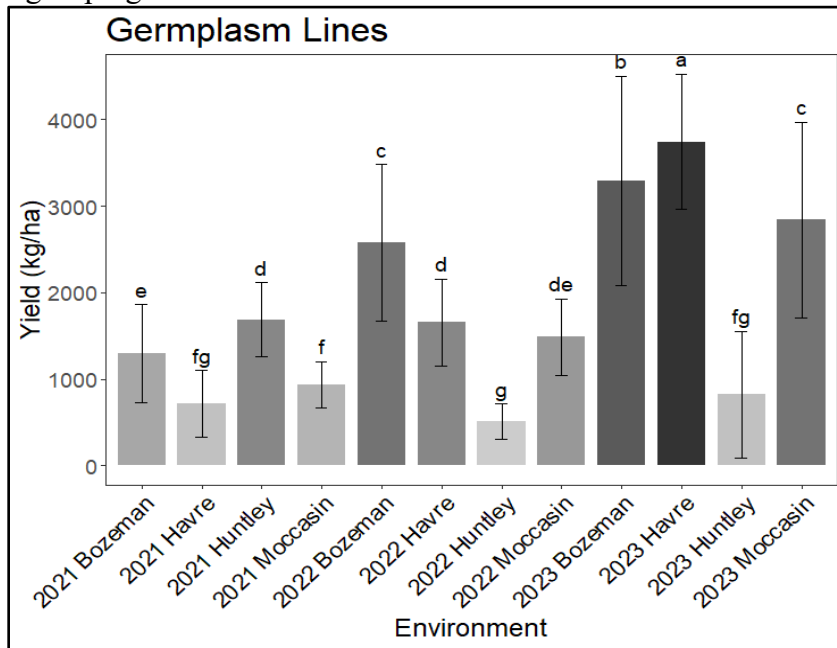 Germplasm Lines
Yield (kg/ha)
4000
3000
2000
1000
0
e
fg
d
f
c
d
g
de
b
a
fg
c
2021 Bozeman
2021 Havre
2021 Huntley
2021 Moccasin
2022 Bozeman
2022 Havre
2022 Huntley
2022 Moccasin
2023 Bozeman
2023 Havre
2023 Huntley
2023 Moccasin
Environment